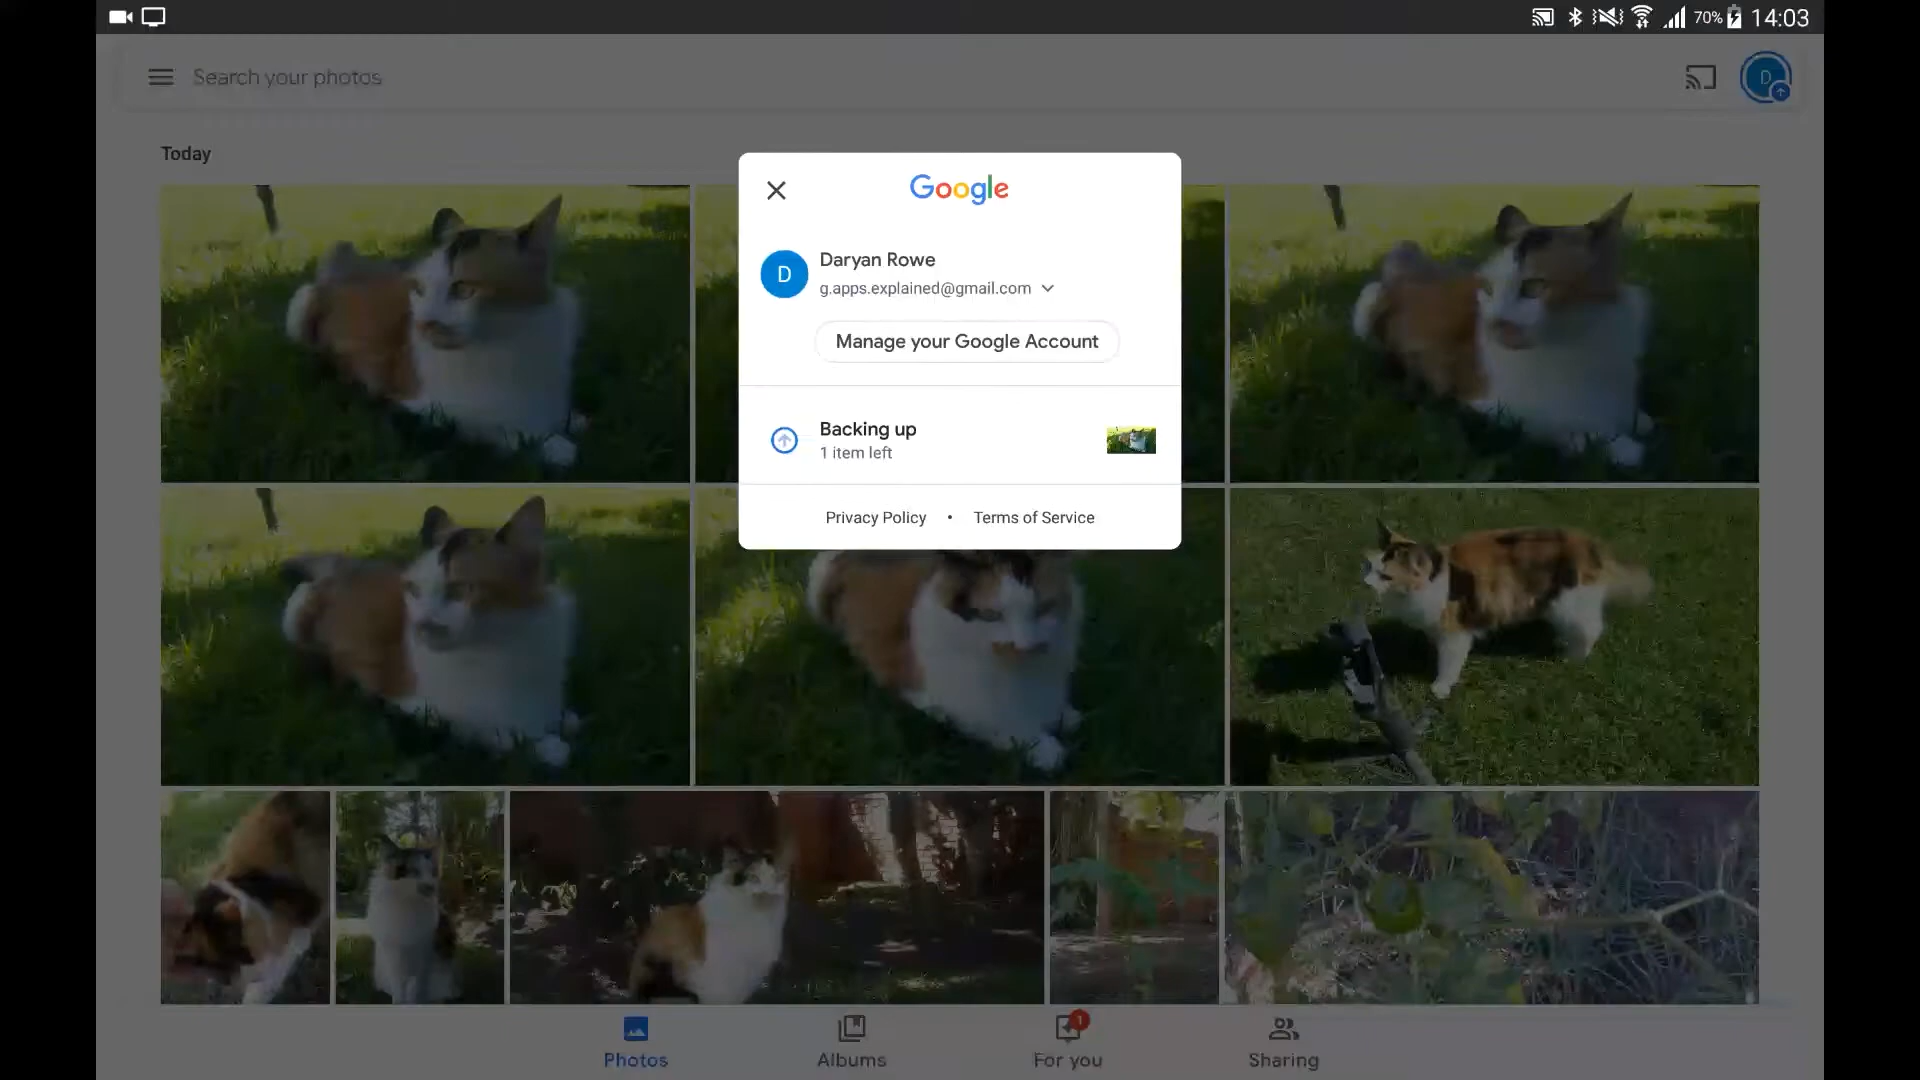 70% 14:03
Search your photos
D
Today
Google
Daryan Rowe
D
g.apps.explained@gmail.com
Manage your Google Account
Backing up
1 item left
Privacy Policy • Terms of Service
1
Photos Albums For you Sharing